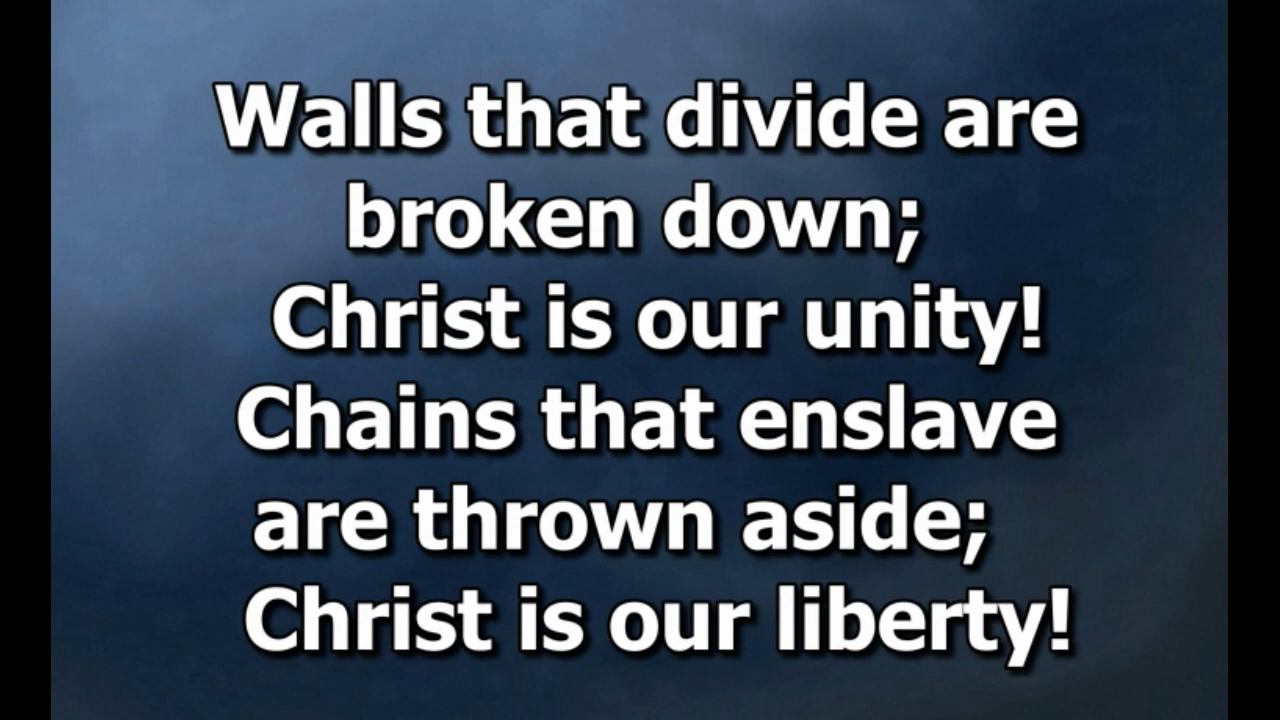 Walls that divide are
broken down;
Christ is our unity!
Chains that enslave
are thrown aside;
Christ is our liberty!